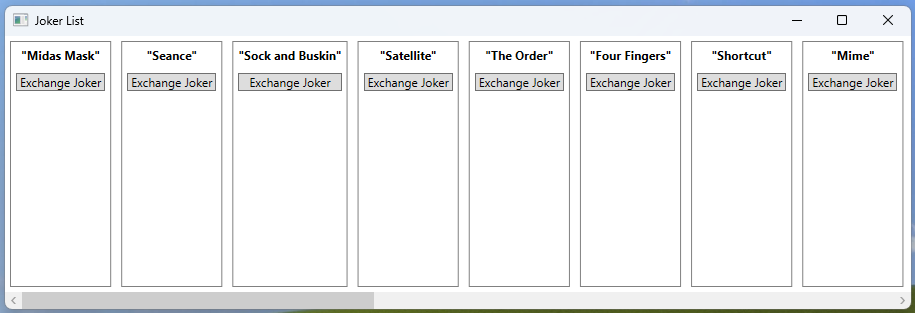 Joker List
"Midas Mask" "Seance" "Sock and Buskin" "Satellite" "The Order" "Four Fingers" "Shortcut" "Mime"
Exchange Joker Exchange Joker Exchange Joker Exchange Joker Exchange Joker Exchange Joker Exchange Joker Exchange Joker